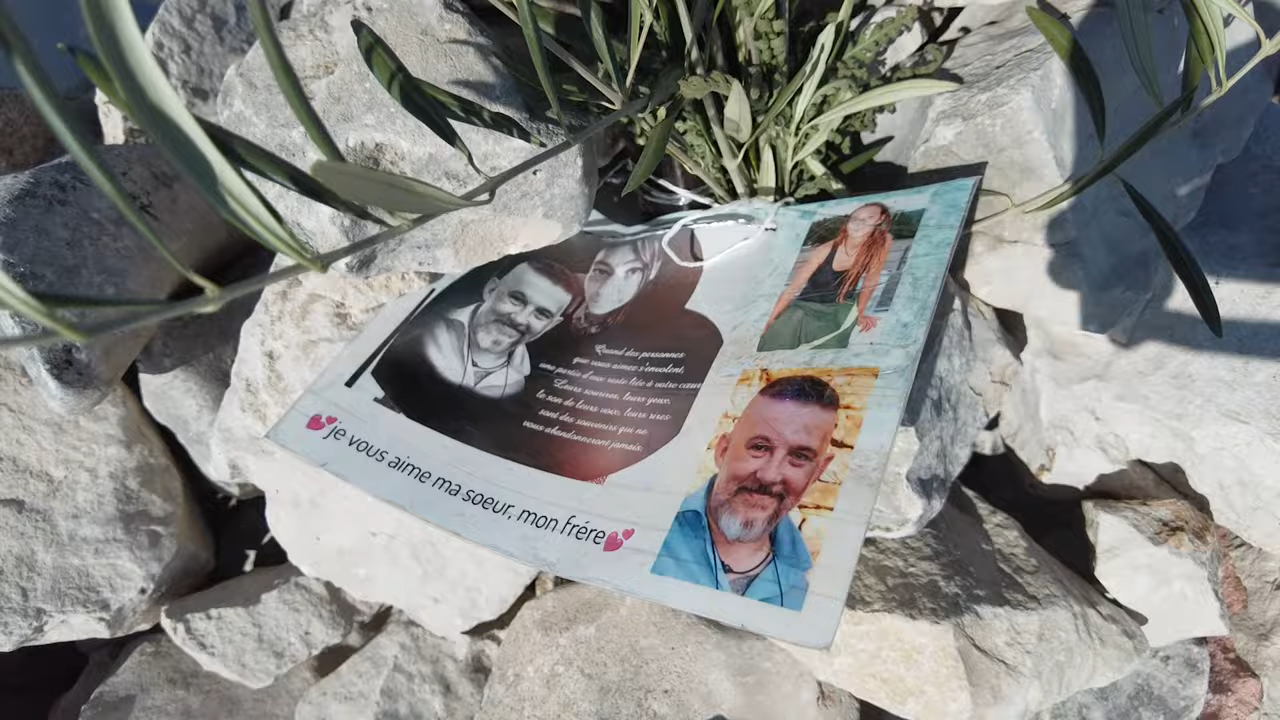 Quand des personnes
que vous aimez s'envolent,
une partie d'eux reste liée à votre cœur
Leurs sourires, leurs yeux,
le son de leurs voix, leurs rires
sont des souvenirs qui ne
vous abandonneront jamais.
💕je vous aime ma soeur, mon frére💕